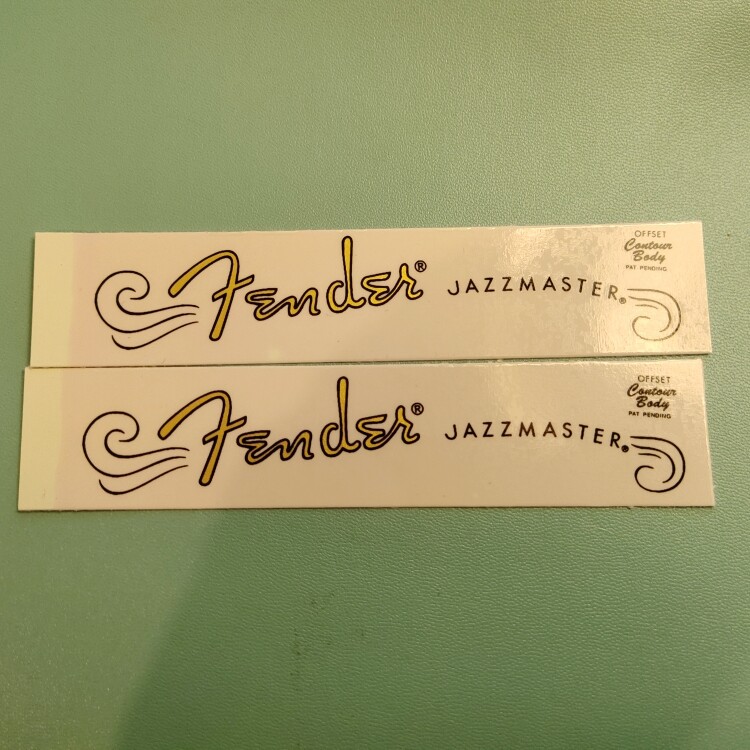 Fender® JAZZMASTER®
OFFSET
Contour
Body
PAT PENDING
Fender® JAZZMASTER®
OFFSET
Contour
Body
PAT PENDING